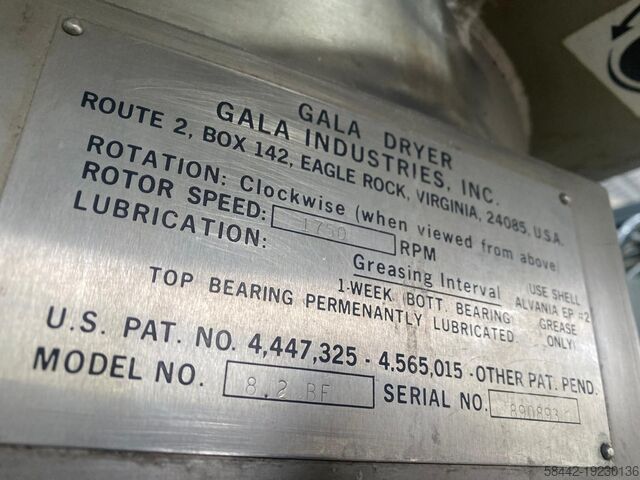 GALA DRYER
GALA INDUSTRIES, INC.
ROUTE 2, BOX 142, EAGLE ROCK, VIRGINIA, 24085, U.S.A.
ROTATION: Clockwise (when viewed from above)
ROTOR SPEED: 1750 RPM
LUBRICATION: Greasing Interval USE SHELL
1-WEEK (BOTT. BEARING) ALVANIA EP #2
TOP BEARING PERMENANTLY LUBRICATED GREASE ONLY)
U.S. PAT. NO. 4,447,325 - 4.565,015 -OTHER PAT. PEND.
MODEL NO. 8.2 BF SERIAL NO.
58442-19230136